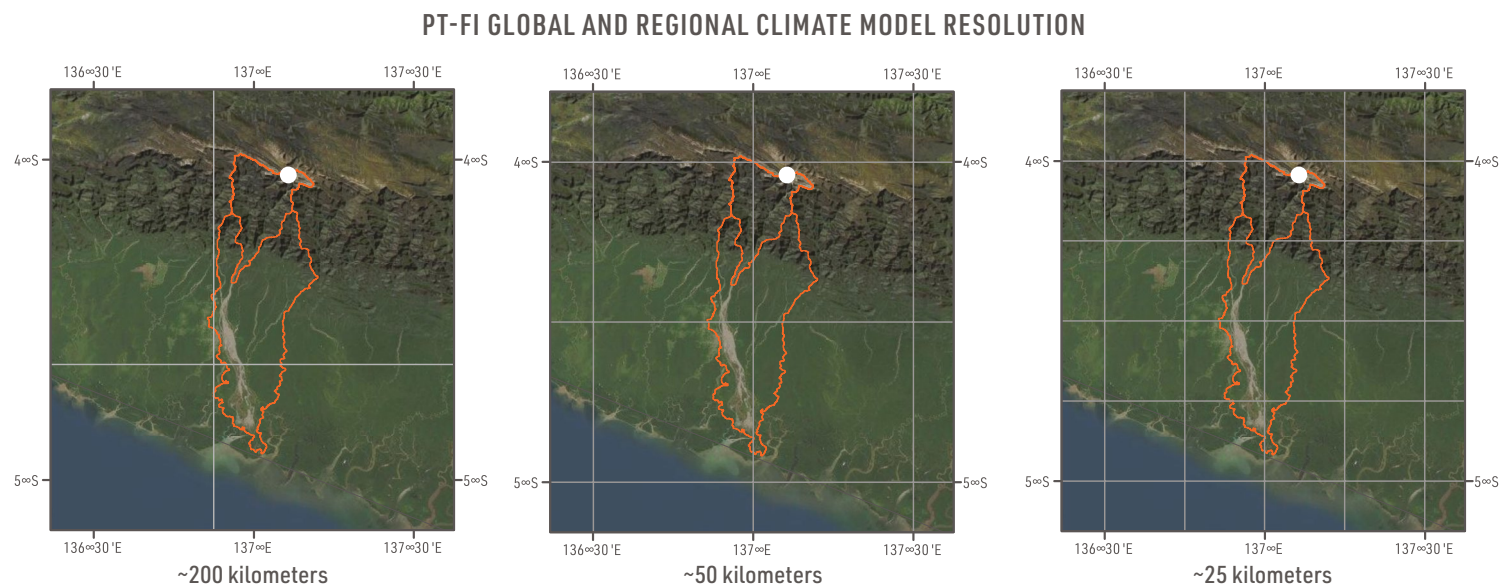 PT-FI GLOBAL AND REGIONAL CLIMATE MODEL RESOLUTION
136∞30'E 137∞E 137∞30'E
136∞30'E 137∞E 137∞30'E
136∞30'E 137∞E 137∞30'E
4∞S 4∞S
4∞S 4∞S
4∞S 4∞S
5∞S 5∞S
5∞S 5∞S
5∞S 5∞S
136∞30'E 137∞E 137∞30'E
136∞30'E 137∞E 137∞30'E
136∞30'E 137∞E 137∞30'E
~200 kilometers
~50 kilometers
~25 kilometers